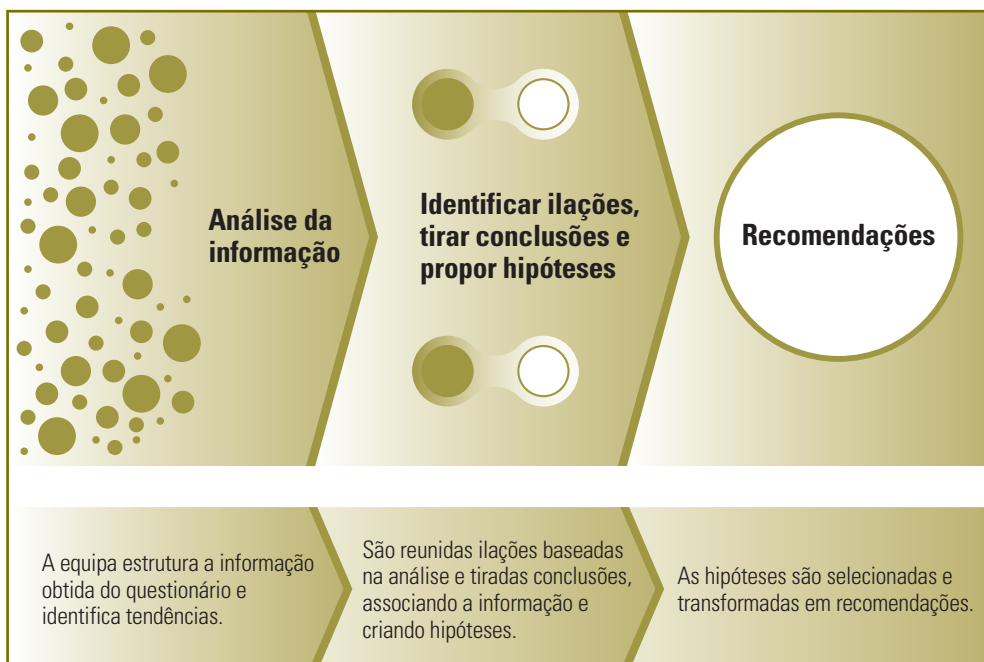 Análise da
informação
Identificar ilações,
tirar conclusões e
propor hipóteses
Recomendações
A equipa estrutura a informação
obtida do questionário e
identifica tendências.
São reunidas ilações baseadas
na análise e tiradas conclusões,
associando a informação e
criando hipóteses.
As hipóteses são selecionadas e
transformadas em recomendações.